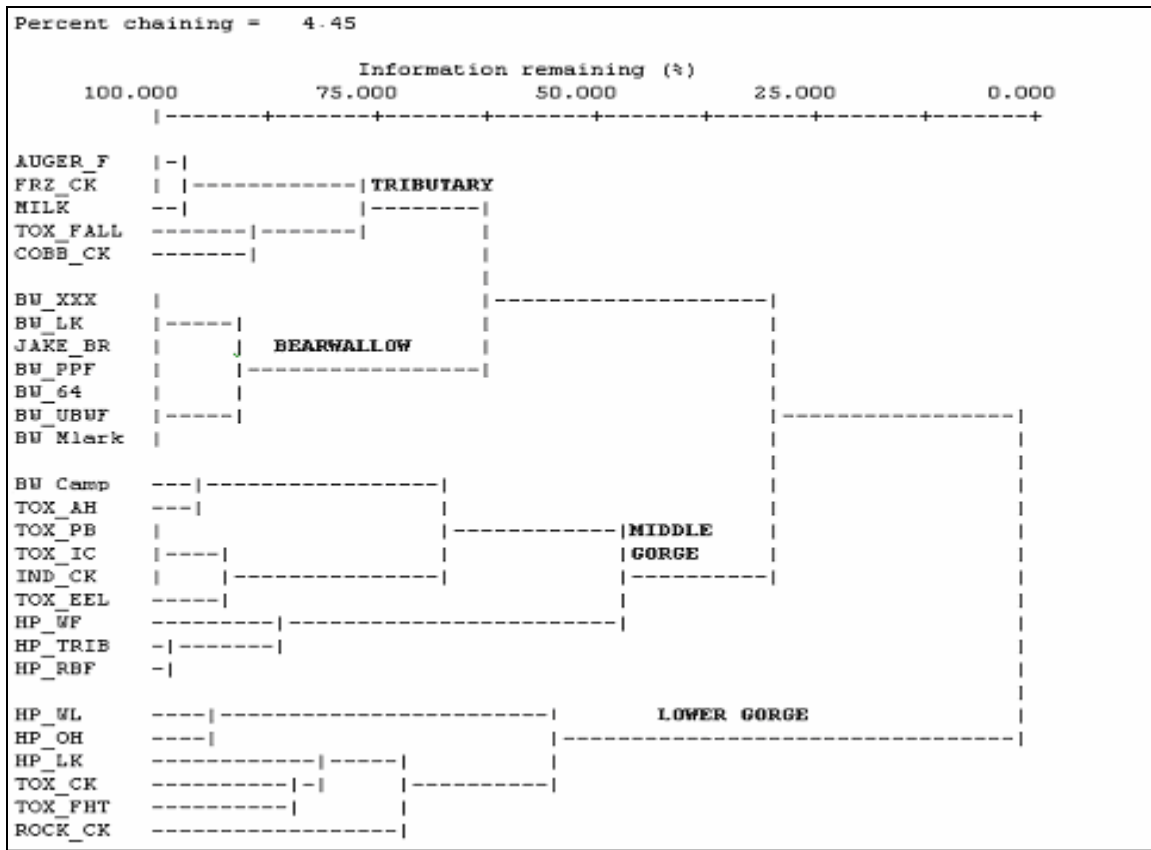 Percent chaining = 4.45
Information remaining (%)
100.000 75.000 50.000 25.000 0.000
AUGER_F
FRZ_CK TRIBUTARY
MILK
TOX_FALL
COBB_CK
BW_XXX
BW_LK
JAKE_BR BEARWALLOW
BW_PPF
BW_64
BW_UBWF
BW Mlark
BW Camp
TOX_AH
TOX_PB MIDDLE
TOX_IC GORGE
IND_CK
TOX_EEL
HP_WF
HP_TRIB
HP_RBF
HP_WL LOWER GORGE
HP_OH
HP_LK
TOX_CK
TOX_FHT
ROCK_CK